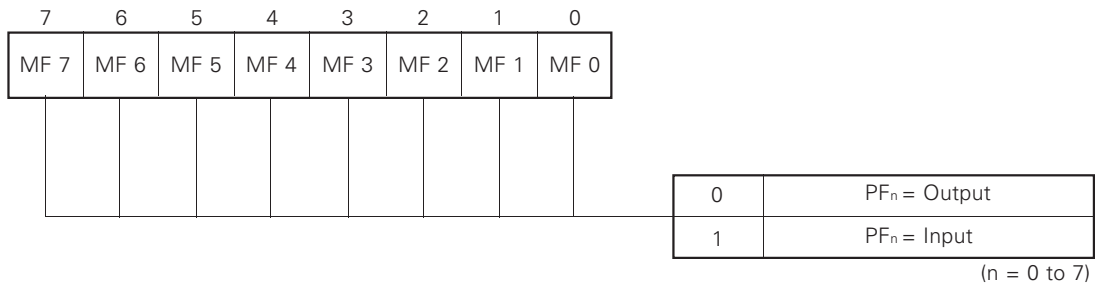 7 6 5 4 3 2 1 0
MF 7 MF 6 MF 5 MF 4 MF 3 MF 2 MF 1 MF 0
0 PFn = Output
1 PFn = Input
(n = 0 to 7)